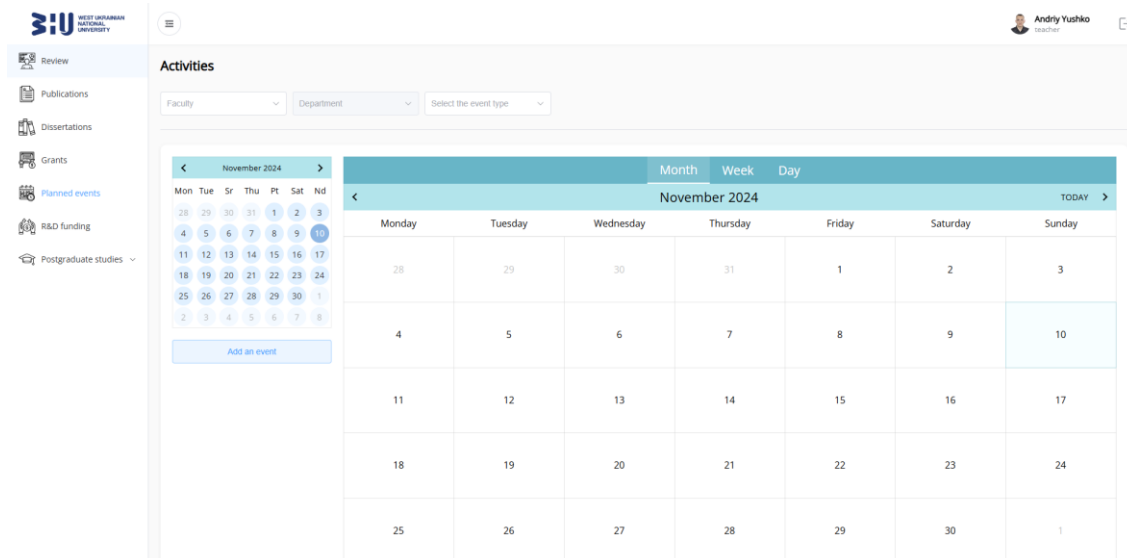 ЗУНУ WEST UKRAINIAN
NATIONAL
UNIVERSITY
Andriy Yushko
teacher
Review
Publications
Dissertations
Grants
Planned events
R&D funding
Postgraduate studies
Activities
Faculty
Department
Select the event type
November 2024
Mon Tue Sr Thu Pt Sat Nd
28 29 30 31 1 2 3
4 5 6 7 8 9 10
11 12 13 14 15 16 17
18 19 20 21 22 23 24
25 26 27 28 29 30 1
2 3 4 5 6 7 8
Add an event
Month Week Day
November 2024 TODAY
Monday Tuesday Wednesday Thursday Friday Saturday Sunday
28 29 30 31 1 2 3
4 5 6 7 8 9 10
11 12 13 14 15 16 17
18 19 20 21 22 23 24
25 26 27 28 29 30 1